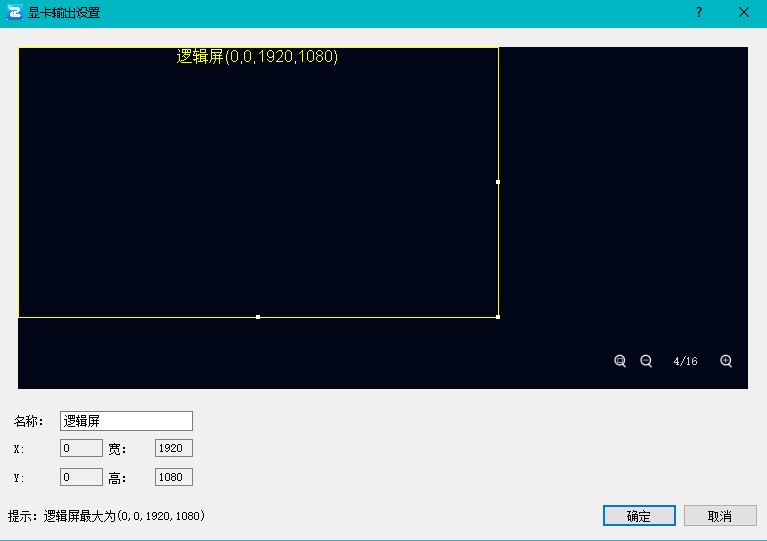 显卡输出设置
逻辑屏(0,0,1920,1080)
4/16
名称： 逻辑屏
X: 0 宽： 1920
Y: 0 高： 1080
提示：逻辑屏最大为(0,0,1920,1080)
确定 取消